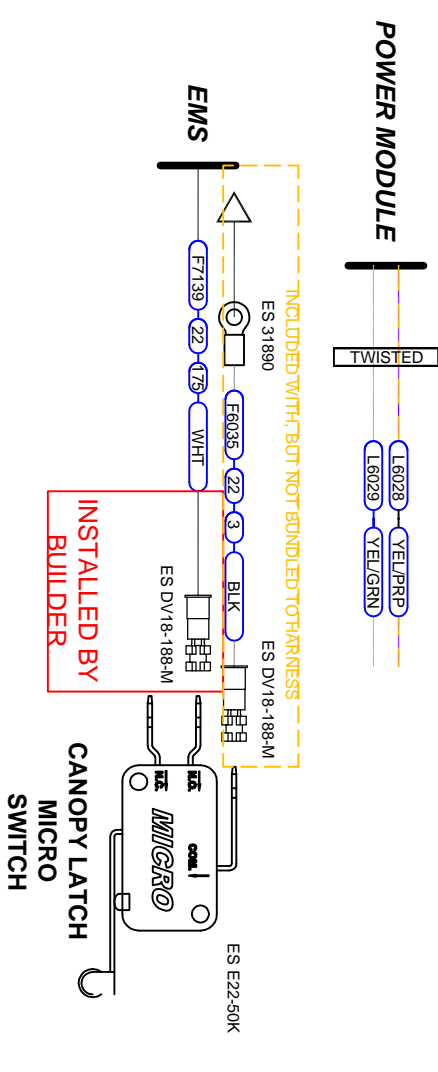 POWER MODULE
TWISTED
L6028
YEL/PRP
L6029
YEL/GRN
INCLUDED WITH, BUT NOT BUNDLED TO HARNESS
ES 31890
F6035
22
3
BLK
ES DV18-188-M
EMS
F7139
22
175
WHT
ES DV18-188-M
INSTALLED BY
BUILDER
COM.
N.O.
N.C.
MICRO
ES E22-50K
CANOPY LATCH
MICRO
SWITCH